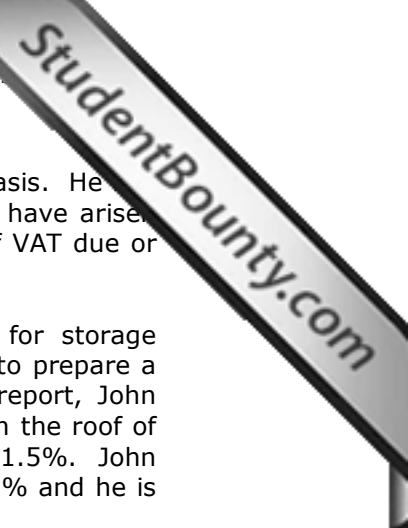 StudentBounty.com
asis. He
have arisen
VAT due or
for storage
to prepare a
report, John
the roof of
1.5%. John
% and he is